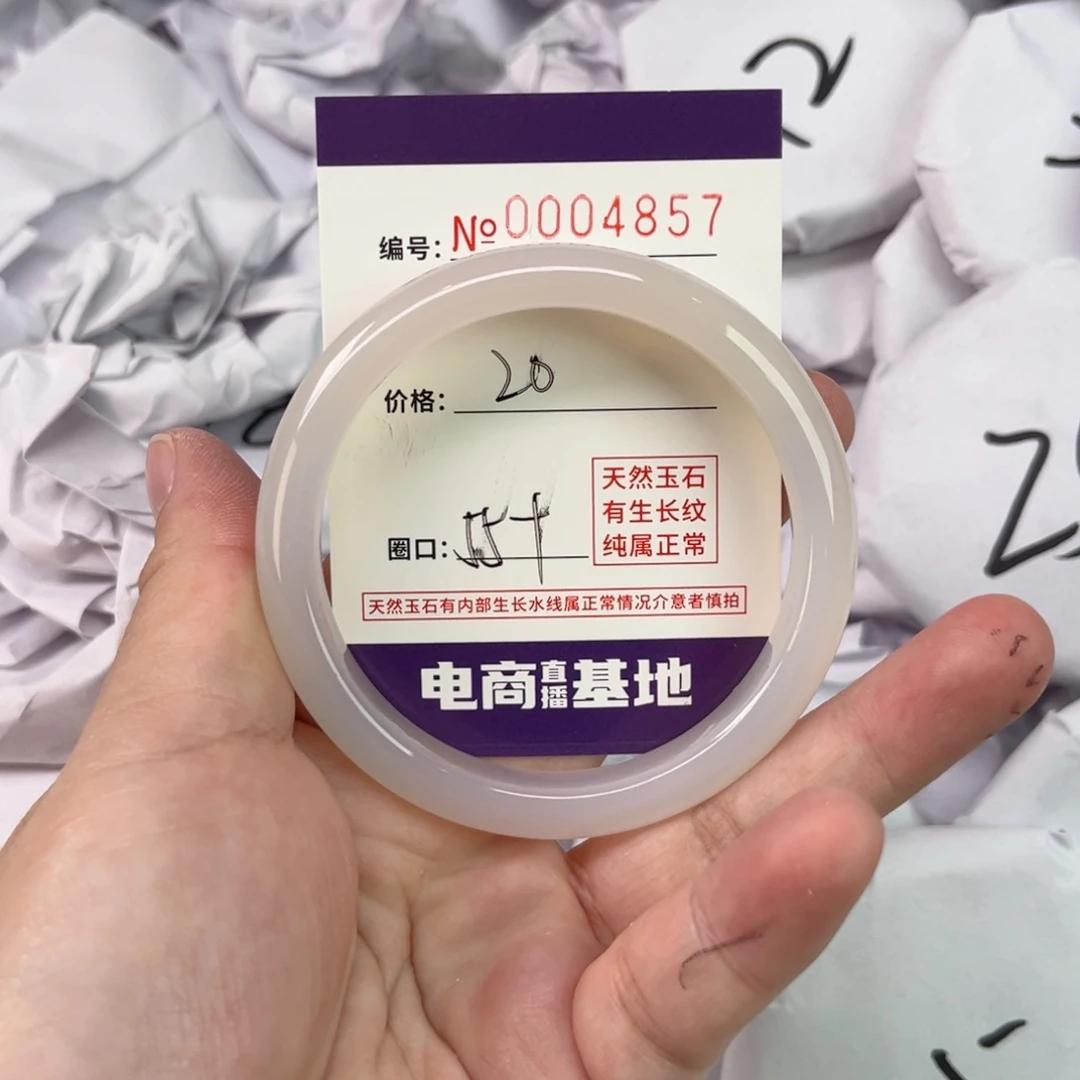 编号: №0004857
价格: 20
圈口: 54
天然玉石
有生长纹
纯属正常
天然玉石有内部生长水线属正常情况介意者慎拍
电商直播基地
2